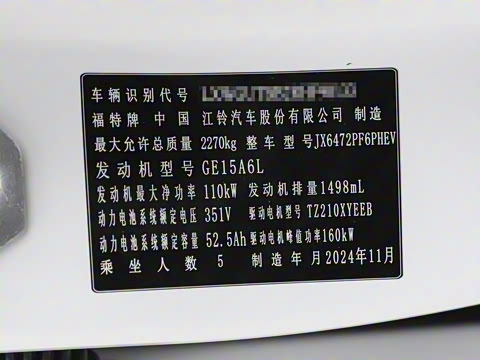 车辆识别代号
福特牌 中国 江铃汽车股份有限公司 制造
最大允许总质量 2270kg 整车型号JX6472PF6PHEV
发动机型号 GE15A6L
发动机最大净功率 110kW 发动机排量1498mL
动力电池系统额定电压 351V 驱动电机型号 TZ210XYEEB
动力电池系统额定容量 52.5Ah 驱动电机峰值功率160kW
乘坐人数 5 制造年月2024年11月